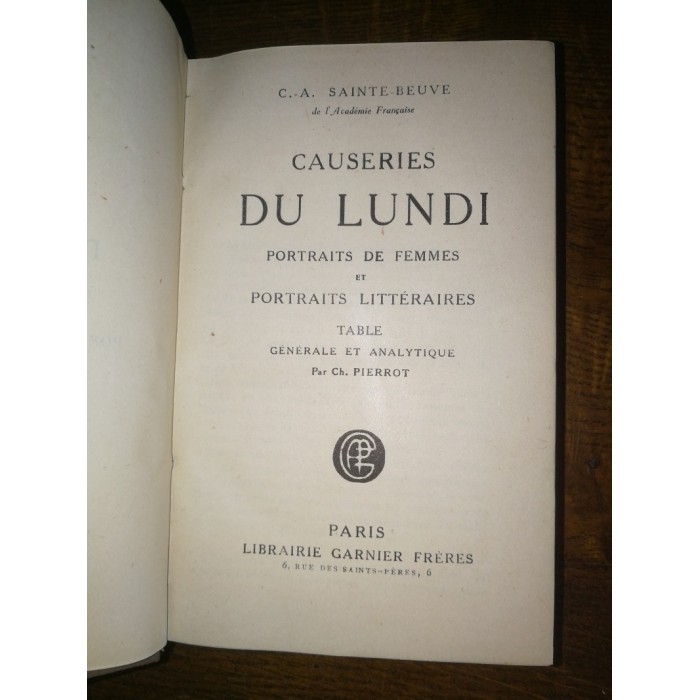 C.-A. SAINTE-BEUVE
de l'Académie Française
CAUSERIES
DU LUNDI
PORTRAITS DE FEMMES
ET
PORTRAITS LITTÉRAIRES
TABLE
GÉNÉRALE ET ANALYTIQUE
Par Ch. PIERROT
PARIS
LIBRAIRIE GARNIER FRÈRES
6, RUE DES SAINTS-PÈRES, 6